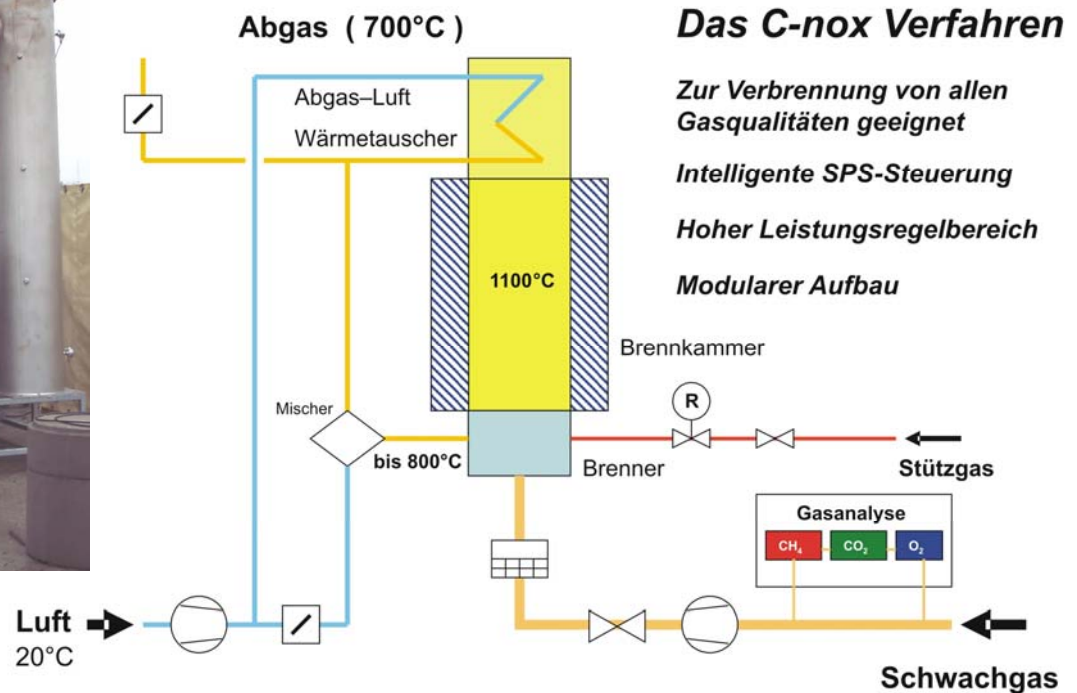 Abgas ( 700°C )
Das C-nox Verfahren
Zur Verbrennung von allen
Gasqualitäten geeignet
Intelligente SPS-Steuerung
Hoher Leistungsregelbereich
Modularer Aufbau
Abgas–Luft
Wärmetauscher
1100°C
Brennkammer
Mischer
bis 800°C
R
Brenner
Stützgas
Gasanalyse
CH₄ CO₂ O₂
Luft
20°C
Schwachgas